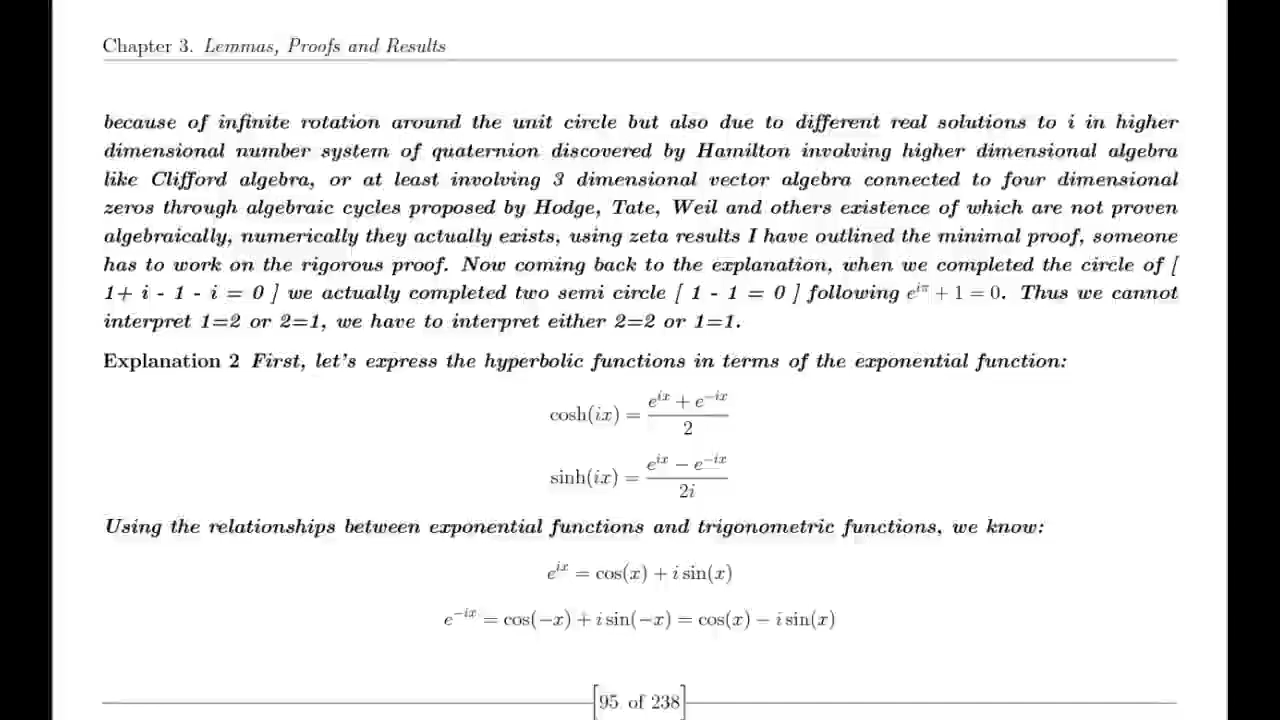 Chapter 3. Lemmas, Proofs and Results
because of infinite rotation around the unit circle but also due to different real solutions to i in higher
dimensional number system of quaternion discovered by Hamilton involving higher dimensional algebra
like Clifford algebra, or at least involving 3 dimensional vector algebra connected to four dimensional
zeros through algebraic cycles proposed by Hodge, Tate, Weil and others existence of which are not proven
algebraically, numerically they actually exists, using zeta results I have outlined the minimal proof, someone
has to work on the rigorous proof. Now coming back to the explanation, when we completed the circle of [
1+ i - 1 - i = 0 ] we actually completed two semi circle [ 1 - 1 = 0 ] following e^{iπ} + 1 = 0. Thus we cannot
interpret 1=2 or 2=1, we have to interpret either 2=2 or 1=1.
Explanation 2 First, let's express the hyperbolic functions in terms of the exponential function:
cosh(ix) = \frac{e^{ix} + e^{-ix}}{2}
sinh(ix) = \frac{e^{ix} − e^{-ix}}{2i}
Using the relationships between exponential functions and trigonometric functions, we know:
e^{ix} = cos(x) + i sin(x)
e^{-ix} = cos(−x) + i sin(−x) = cos(x) − i sin(x)
[95 of 238]